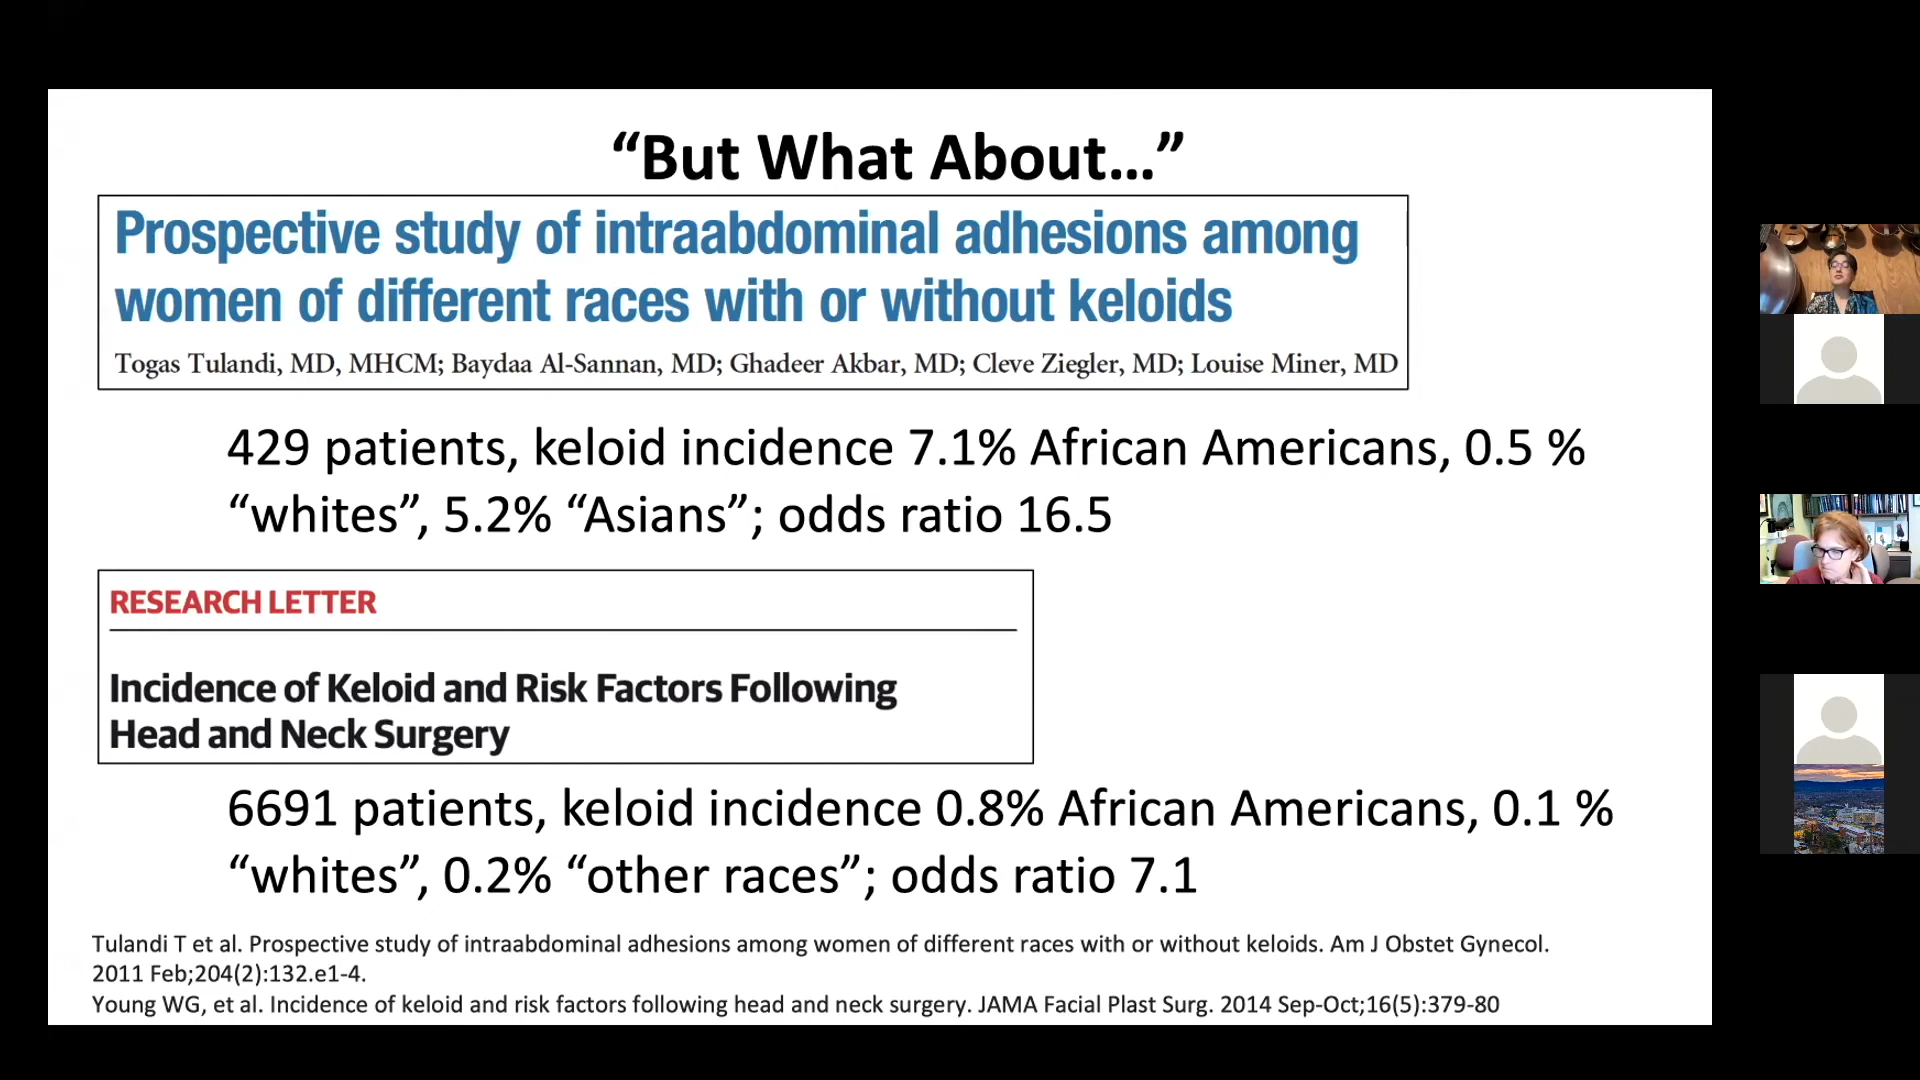 “But What About…”
Prospective study of intraabdominal adhesions among
women of different races with or without keloids
Togas Tulandi, MD, MHCM; Baydaa Al-Sannan, MD; Ghadeer Akbar, MD; Cleve Ziegler, MD; Louise Miner, MD
429 patients, keloid incidence 7.1% African Americans, 0.5 %
“whites”, 5.2% “Asians”; odds ratio 16.5
RESEARCH LETTER
Incidence of Keloid and Risk Factors Following
Head and Neck Surgery
6691 patients, keloid incidence 0.8% African Americans, 0.1 %
“whites”, 0.2% “other races”; odds ratio 7.1
Tulandi T et al. Prospective study of intraabdominal adhesions among women of different races with or without keloids. Am J Obstet Gynecol.
2011 Feb;204(2):132.e1-4.
Young WG, et al. Incidence of keloid and risk factors following head and neck surgery. JAMA Facial Plast Surg. 2014 Sep-Oct;16(5):379-80